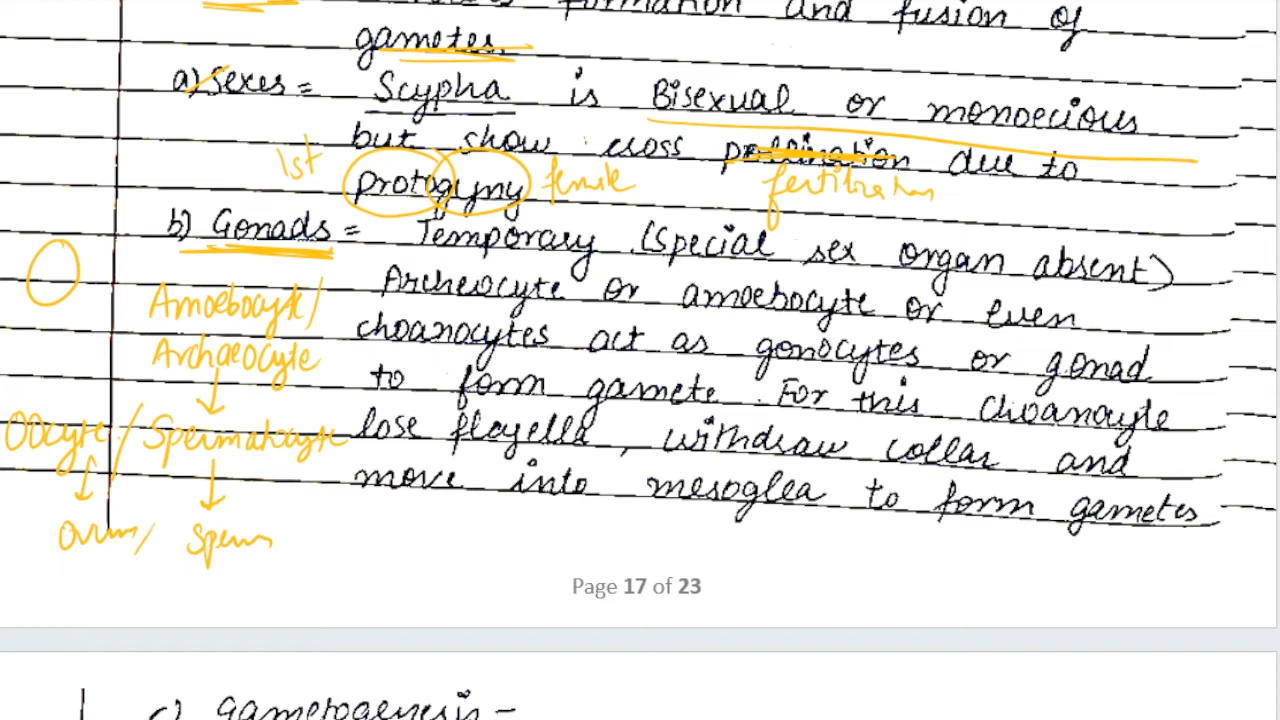 formation and fusion of
gametes.
a) Sexes = Scypha is Bisexual or monoecious
but show cross pollination due to
1st protogyny female fertilization
b) Gonads = Temporary (Special sex organ absent)
Archeocyte or amoebocyte or even
Amoebocyte/
choanocytes act as gonocytes or gonad
Archaeocyte
to form gamete. For this Choanocyte
Oocyte / Spermatocyte
lose flagella, withdraw collar and
move into mesoglea to form gametes
Ovum/ Sperm
Page 17 of 23
c) gametogenesis -